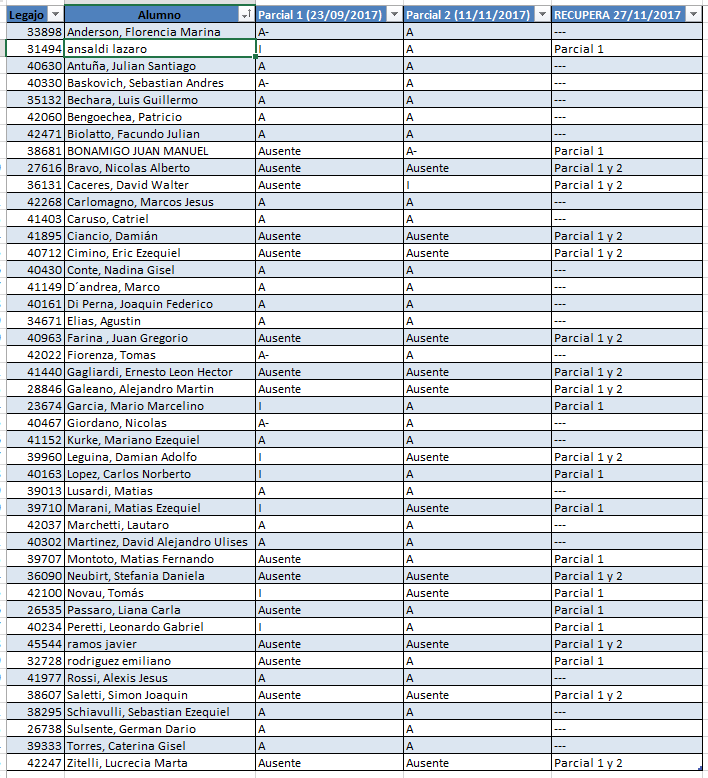 Legajo Alumno Parcial 1 (23/09/2017) Parcial 2 (11/11/2017) RECUPERA 27/11/2017
33898 Anderson, Florencia Marina A- A ---
31494 ansaldi lazaro I A Parcial 1
40630 Antuña, Julian Santiago A A ---
40330 Baskovich, Sebastian Andres A- A ---
35132 Bechara, Luis Guillermo A A ---
42060 Bengoechea, Patricio A A ---
42471 Biolatto, Facundo Julian A A ---
38681 BONAMIGO JUAN MANUEL Ausente A- Parcial 1
27616 Bravo, Nicolas Alberto Ausente Ausente Parcial 1 y 2
36131 Caceres, David Walter Ausente I Parcial 1 y 2
42268 Carlomagno, Marcos Jesus A A ---
41403 Caruso, Catriel A A ---
41895 Ciancio, Damián Ausente Ausente Parcial 1 y 2
40712 Cimino, Eric Ezequiel Ausente Ausente Parcial 1 y 2
40430 Conte, Nadina Gisel A A ---
41149 D´andrea, Marco A A ---
40161 Di Perna, Joaquin Federico A A ---
34671 Elias, Agustin A A ---
40963 Farina , Juan Gregorio Ausente Ausente Parcial 1 y 2
42022 Fiorenza, Tomas A- A ---
41440 Gagliardi, Ernesto Leon Hector Ausente Ausente Parcial 1 y 2
28846 Galeano, Alejandro Martin Ausente Ausente Parcial 1 y 2
23674 Garcia, Mario Marcelino I A Parcial 1
40467 Giordano, Nicolas A- A ---
41152 Kurke, Mariano Ezequiel A A ---
39960 Leguina, Damian Adolfo I Ausente Parcial 1 y 2
40163 Lopez, Carlos Norberto I A Parcial 1
39013 Lusardi, Matias A A ---
39710 Marani, Matias Ezequiel I Ausente Parcial 1
42037 Marchetti, Lautaro A A ---
40302 Martinez, David Alejandro Ulises A A ---
39707 Montoto, Matias Fernando Ausente A Parcial 1
36090 Neubirt, Stefania Daniela Ausente Ausente Parcial 1 y 2
42100 Novau, Tomás I Ausente Parcial 1
26535 Passaro, Liana Carla Ausente A Parcial 1
40234 Peretti, Leonardo Gabriel I A Parcial 1
45544 ramos javier Ausente Ausente Parcial 1 y 2
32728 rodriguez emiliano Ausente A Parcial 1
41977 Rossi, Alexis Jesus A A ---
38607 Saletti, Simon Joaquin Ausente Ausente Parcial 1 y 2
38295 Schiavulli, Sebastian Ezequiel A A ---
26738 Sulsente, German Dario A A ---
39333 Torres, Caterina Gisel A A ---
42247 Zitelli, Lucrecia Marta Ausente Ausente Parcial 1 y 2